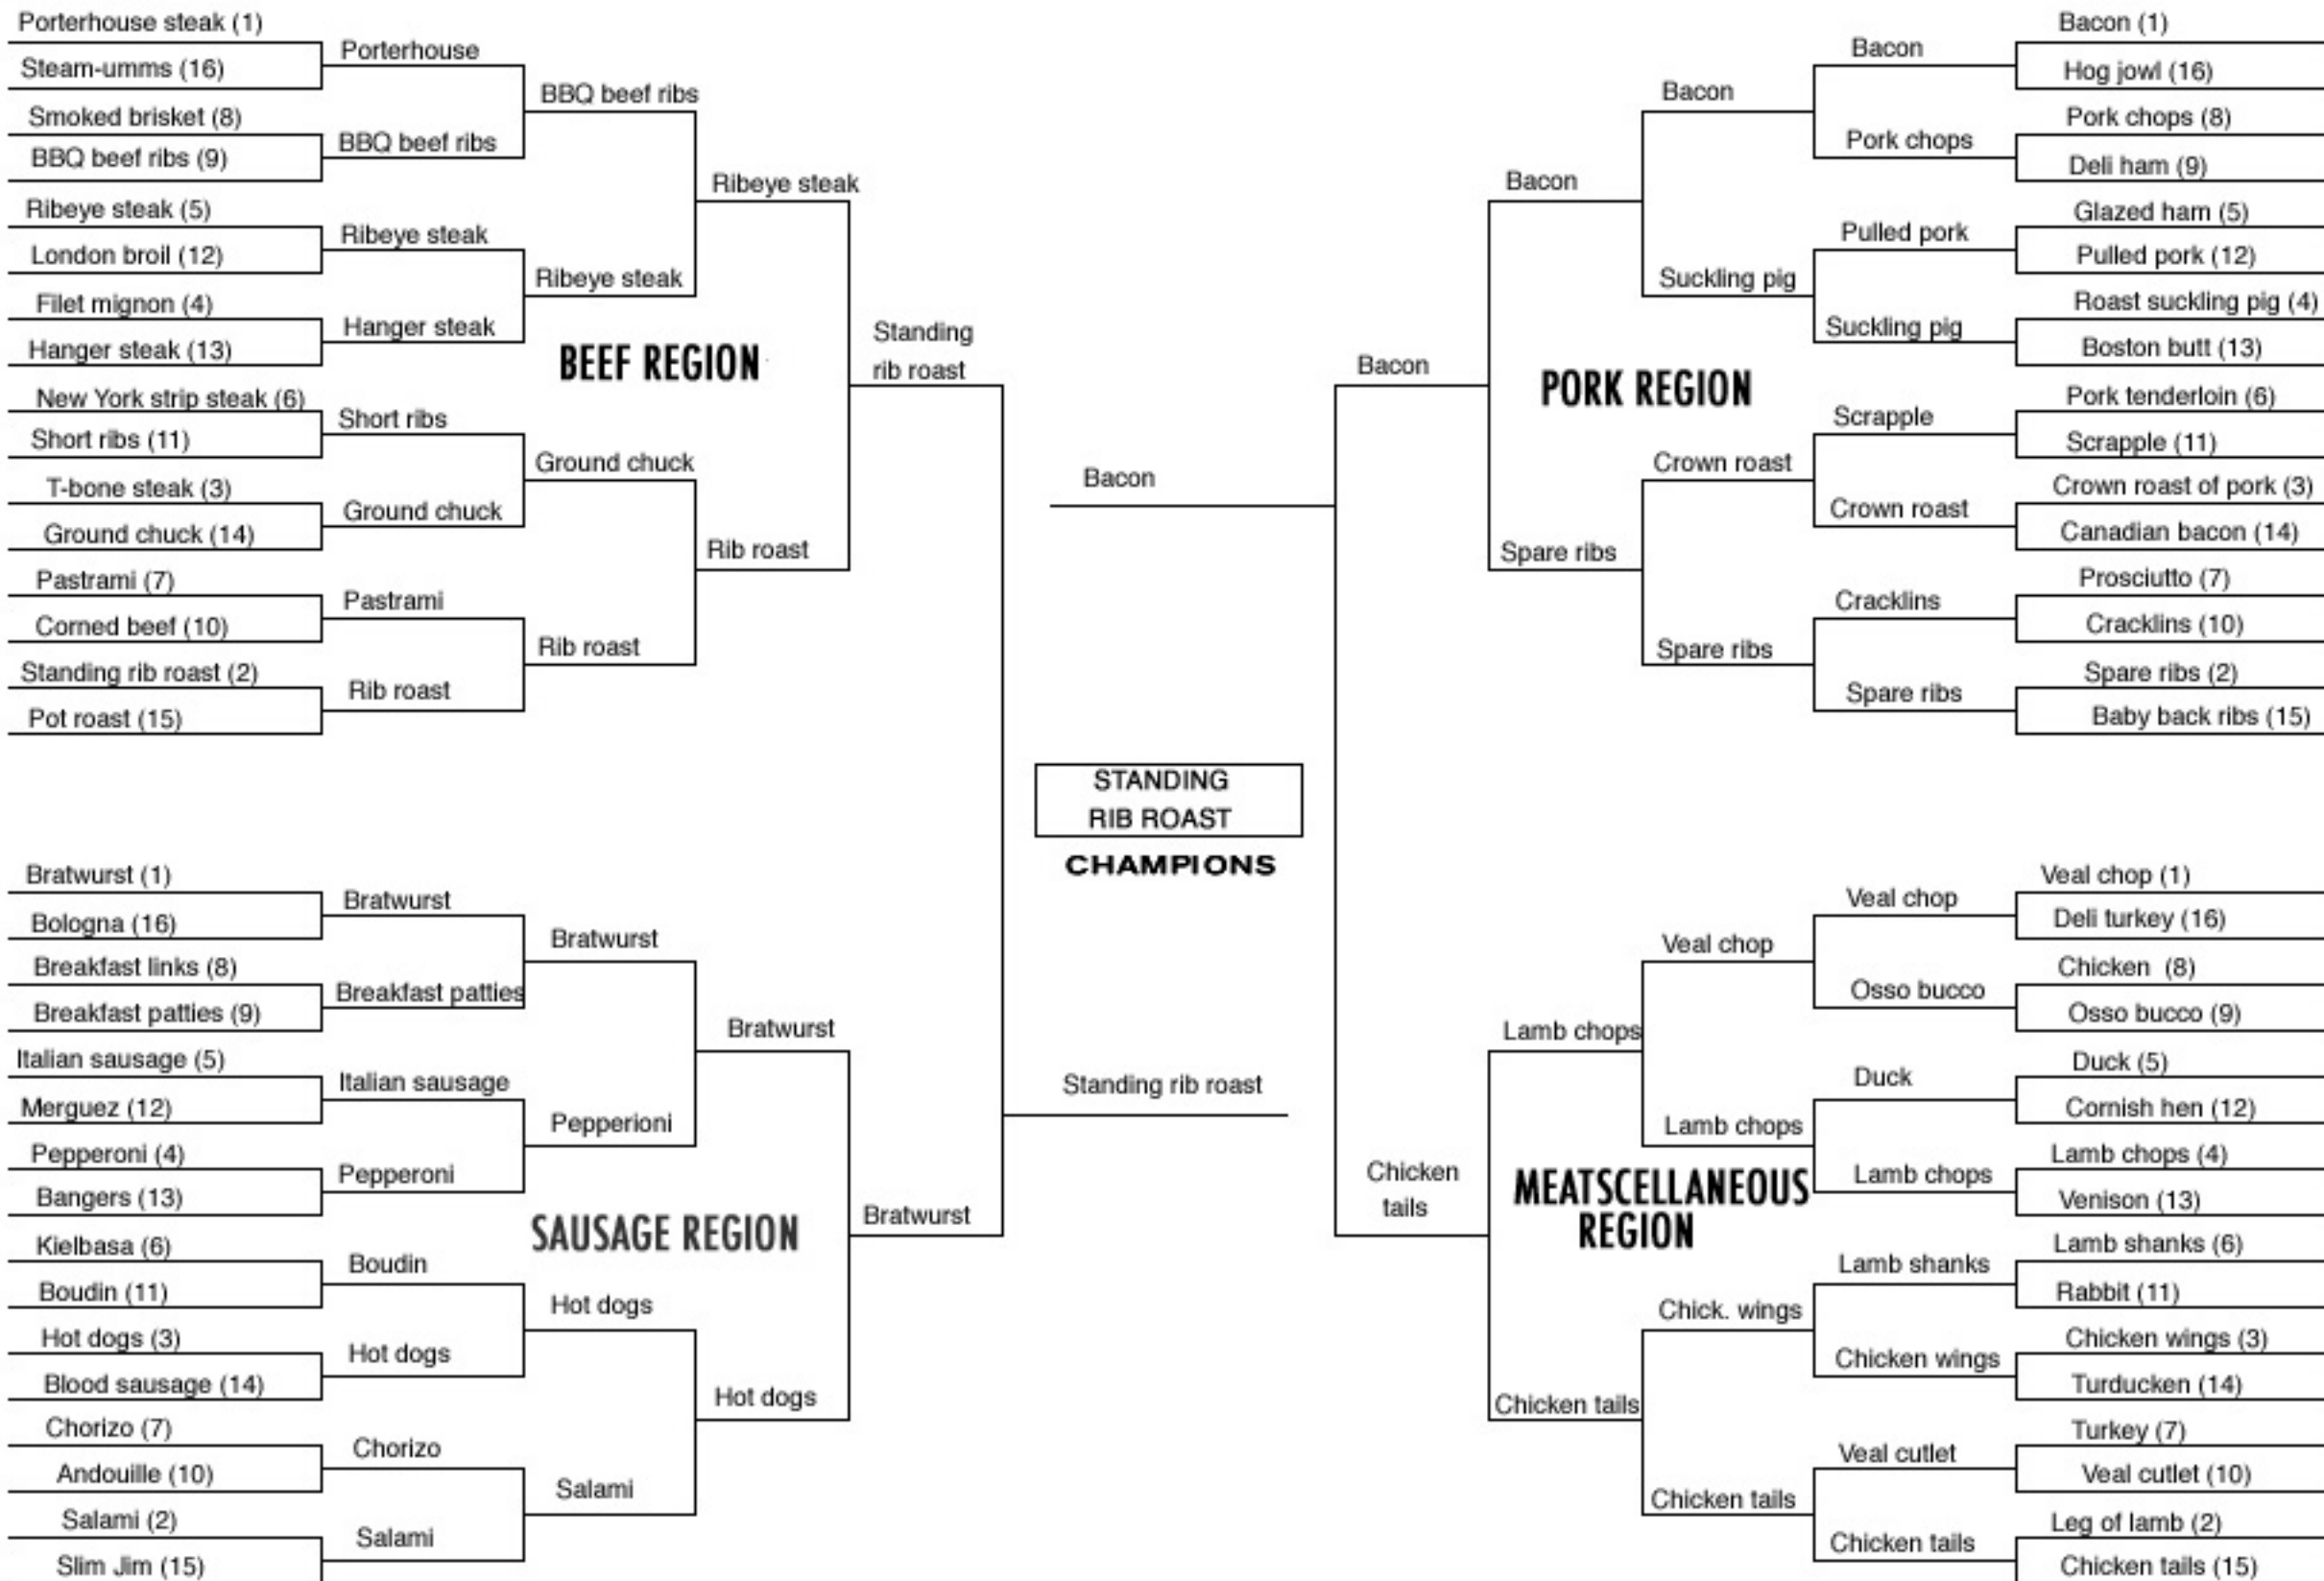 Porterhouse steak (1)
Steam-umms (16)
Smoked brisket (8)
BBQ beef ribs (9)
Ribeye steak (5)
London broil (12)
Filet mignon (4)
Hanger steak (13)
New York strip steak (6)
Short ribs (11)
T-bone steak (3)
Ground chuck (14)
Pastrami (7)
Corned beef (10)
Standing rib roast (2)
Pot roast (15)
Porterhouse
BBQ beef ribs
Ribeye steak
Hanger steak
Short ribs
Ground chuck
Pastrami
Rib roast
BBQ beef ribs
Ribeye steak
Ground chuck
Rib roast
Ribeye steak
Rib roast
BEEF REGION
Standing
rib roast
Bratwurst (1)
Bologna (16)
Breakfast links (8)
Breakfast patties (9)
Italian sausage (5)
Merguez (12)
Pepperoni (4)
Bangers (13)
Kielbasa (6)
Boudin (11)
Hot dogs (3)
Blood sausage (14)
Chorizo (7)
Andouille (10)
Salami (2)
Slim Jim (15)
Bratwurst
Breakfast patties
Italian sausage
Pepperoni
Boudin
Hot dogs
Chorizo
Salami
Bratwurst
Pepperioni
Hot dogs
Salami
Bratwurst
Hot dogs
SAUSAGE REGION
Bratwurst
Bacon
STANDING
RIB ROAST
CHAMPIONS
Standing rib roast
Bacon
PORK REGION
Bacon
Spare ribs
Bacon
Suckling pig
Crown roast
Spare ribs
Bacon
Pork chops
Pulled pork
Suckling pig
Scrapple
Crown roast
Cracklins
Spare ribs
Bacon (1)
Hog jowl (16)
Pork chops (8)
Deli ham (9)
Glazed ham (5)
Pulled pork (12)
Roast suckling pig (4)
Boston butt (13)
Pork tenderloin (6)
Scrapple (11)
Crown roast of pork (3)
Canadian bacon (14)
Prosciutto (7)
Cracklins (10)
Spare ribs (2)
Baby back ribs (15)
Chicken
tails
MEATSCELLANEOUS
REGION
Lamb chops
Chicken tails
Veal chop
Lamb chops
Chick. wings
Chicken tails
Veal chop
Osso bucco
Duck
Lamb chops
Lamb shanks
Chicken wings
Veal cutlet
Chicken tails
Veal chop (1)
Deli turkey (16)
Chicken (8)
Osso bucco (9)
Duck (5)
Cornish hen (12)
Lamb chops (4)
Venison (13)
Lamb shanks (6)
Rabbit (11)
Chicken wings (3)
Turducken (14)
Turkey (7)
Veal cutlet (10)
Leg of lamb (2)
Chicken tails (15)